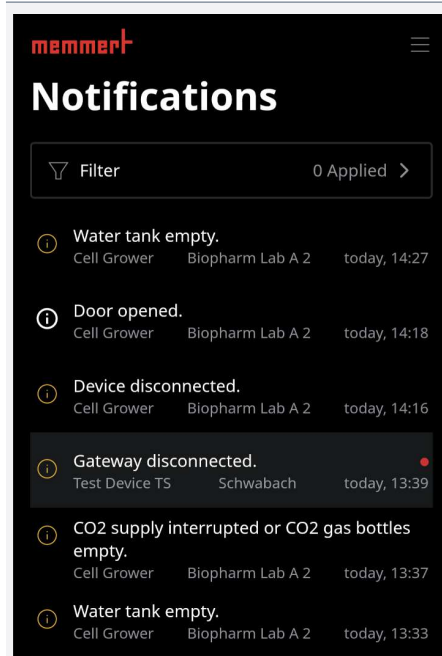 memmert
Notifications
Filter 0 Applied
Water tank empty.
Cell Grower Biopharm Lab A 2 today, 14:27
Door opened.
Cell Grower Biopharm Lab A 2 today, 14:18
Device disconnected.
Cell Grower Biopharm Lab A 2 today, 14:16
Gateway disconnected.
Test Device TS Schwabach today, 13:39
CO2 supply interrupted or CO2 gas bottles
empty.
Cell Grower Biopharm Lab A 2 today, 13:37
Water tank empty.
Cell Grower Biopharm Lab A 2 today, 13:33